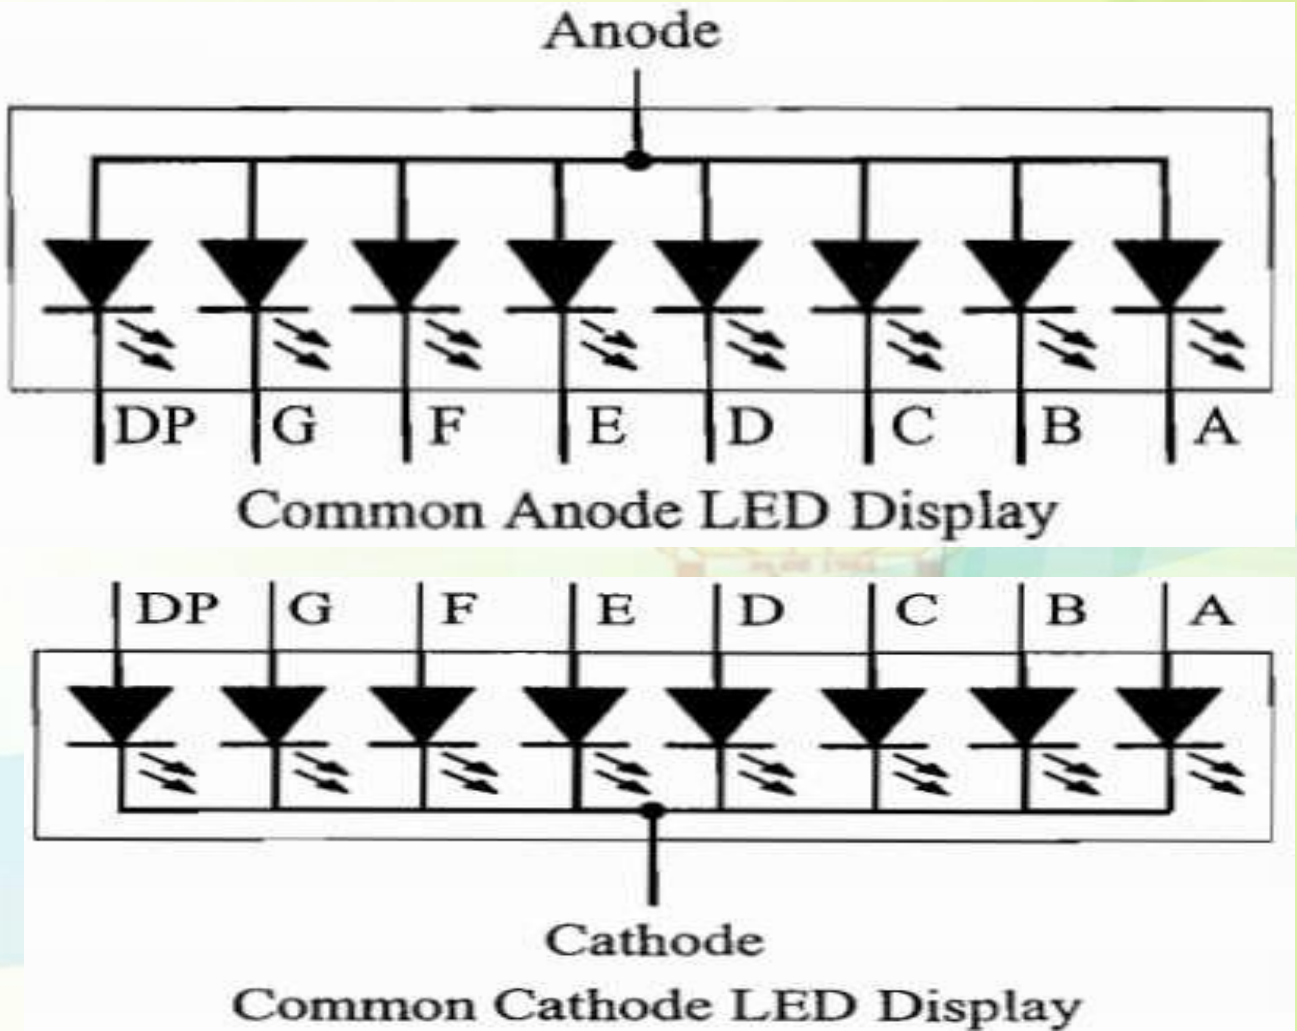 Anode
DP G F E D C B A
Common Anode LED Display
DP G F E D C B A
Cathode
Common Cathode LED Display